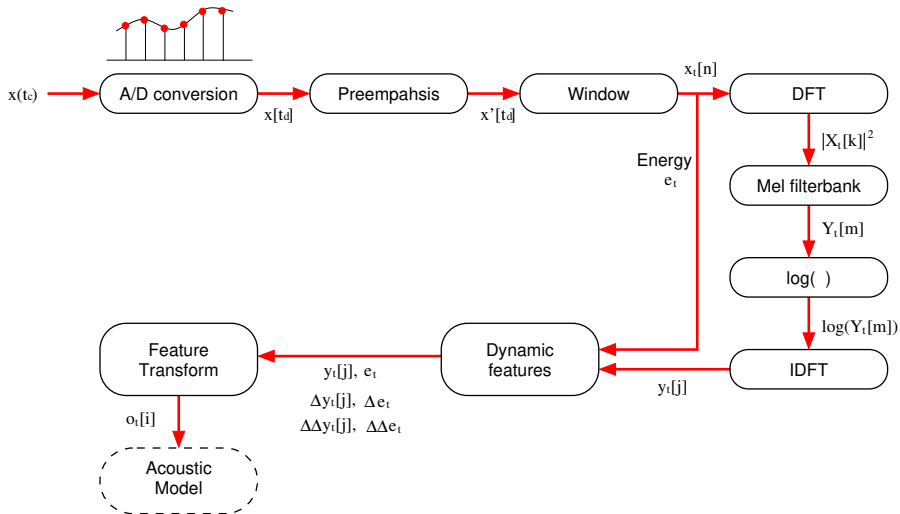 x(tc)
A/D conversion
x[td]
Preempahsis
x'[td]
Window
xt[n]
DFT
|Xt[k]|²
Energy
et
Mel filterbank
Yt[m]
log( )
log(Yt[m])
IDFT
yt[j]
Dynamic
features
yt[j], et
Δyt[j], Δet
ΔΔyt[j], ΔΔet
Feature
Transform
ot[i]
Acoustic
Model